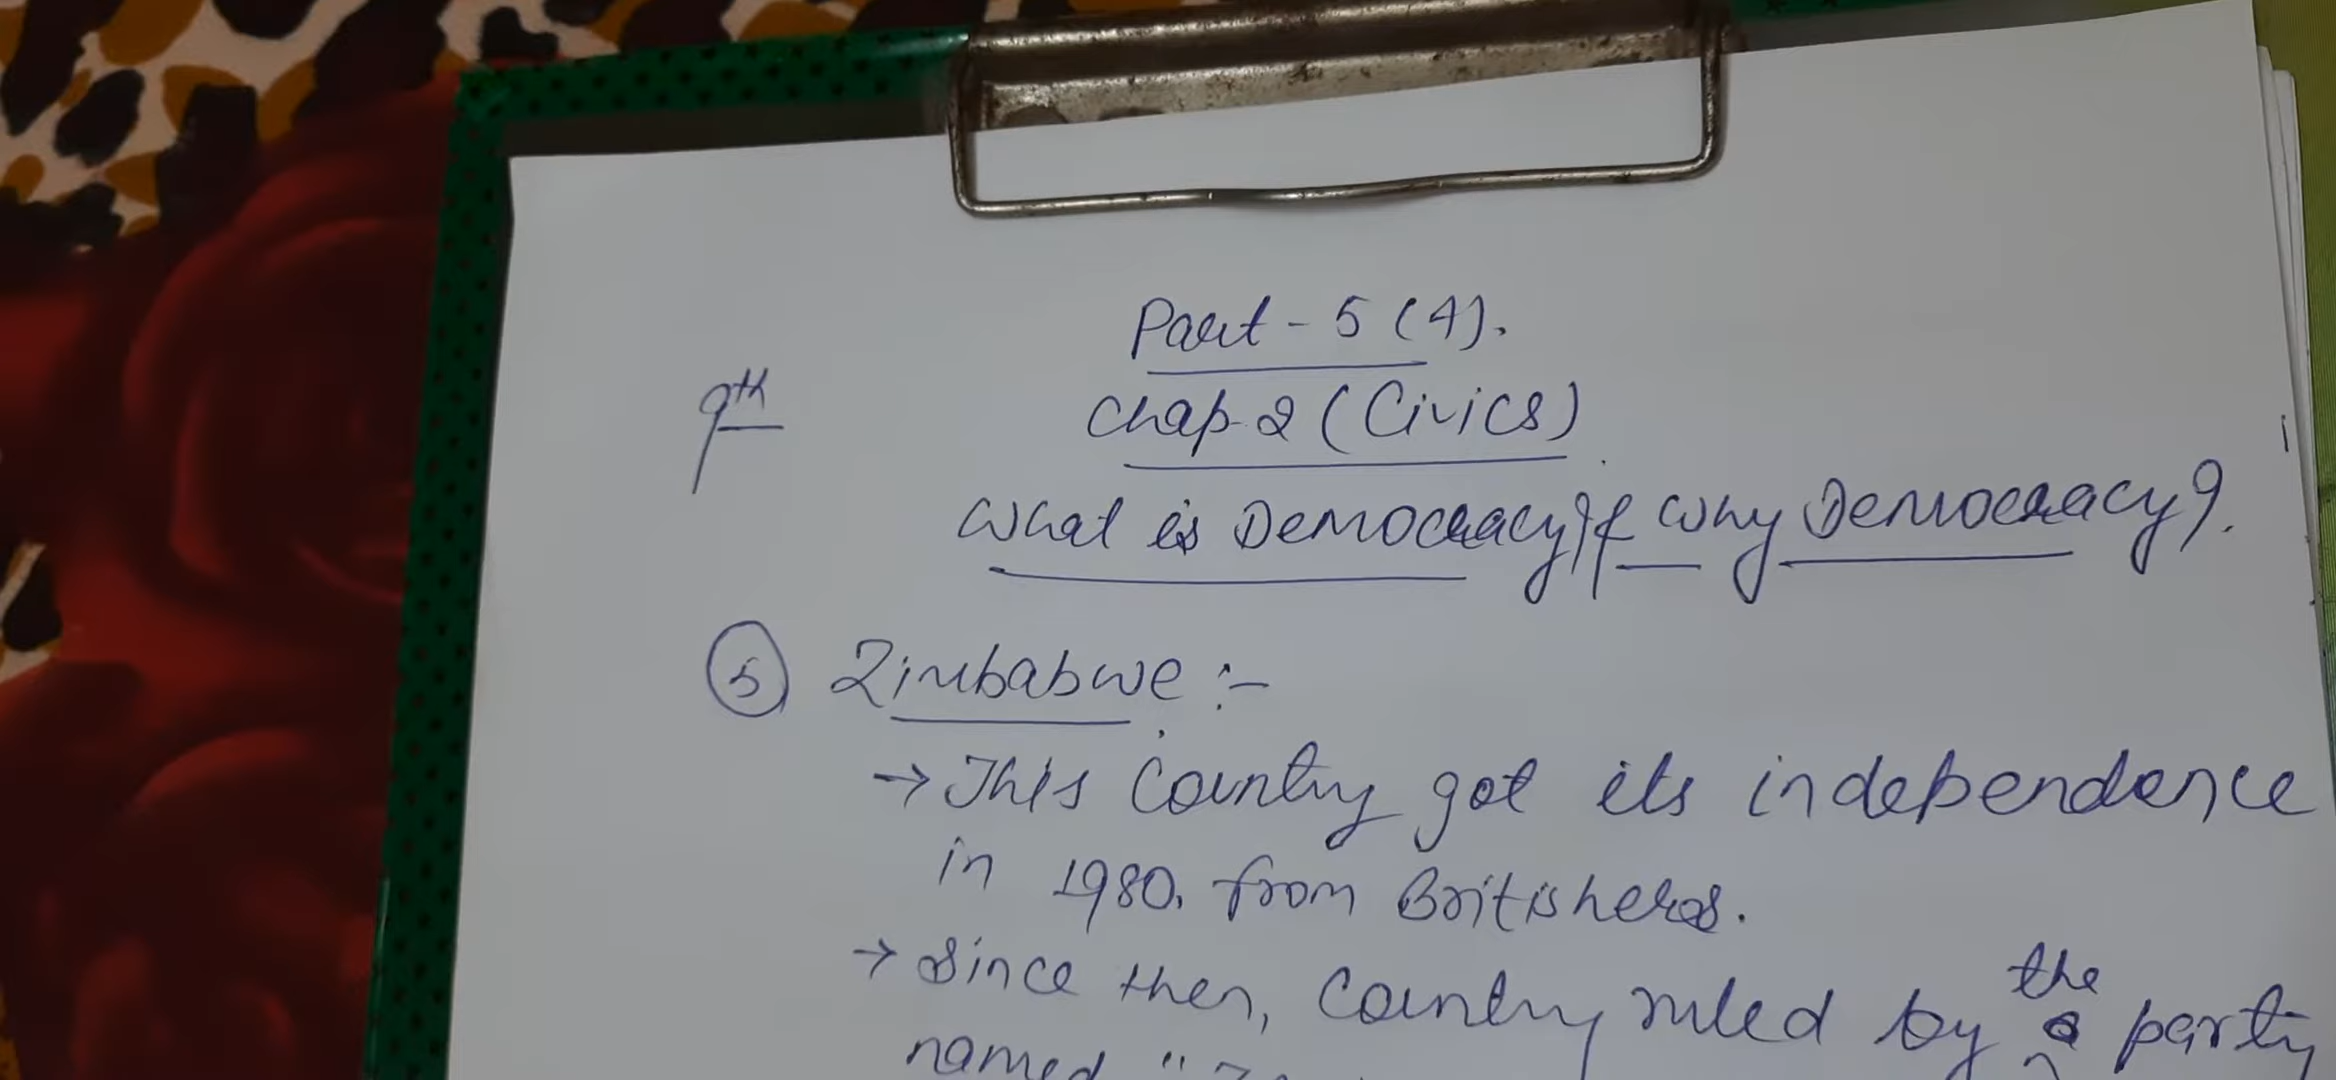 Part - 5 (4).
9th
Chap-2 (Civics)
What is Democracy? & Why Democracy?
5 Zimbabwe :-
→ This Country got its independence
in 1980. from Britishers.
→ Since then, Country ruled by the party
named "